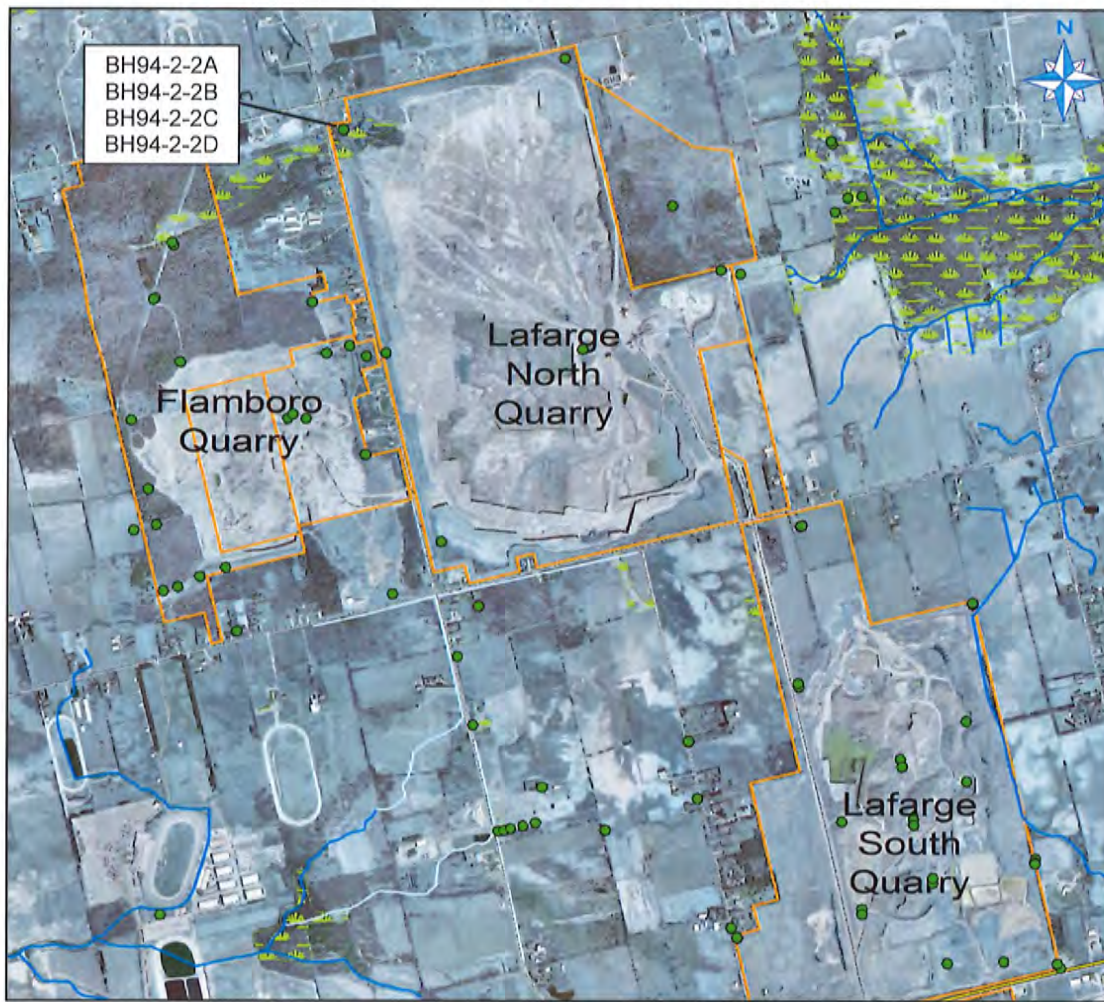 BH94-2-2A
BH94-2-2B
BH94-2-2C
BH94-2-2D
N
Lafarge
North
Quarry
Flamboro
Quarry
Lafarge
South
Quarry